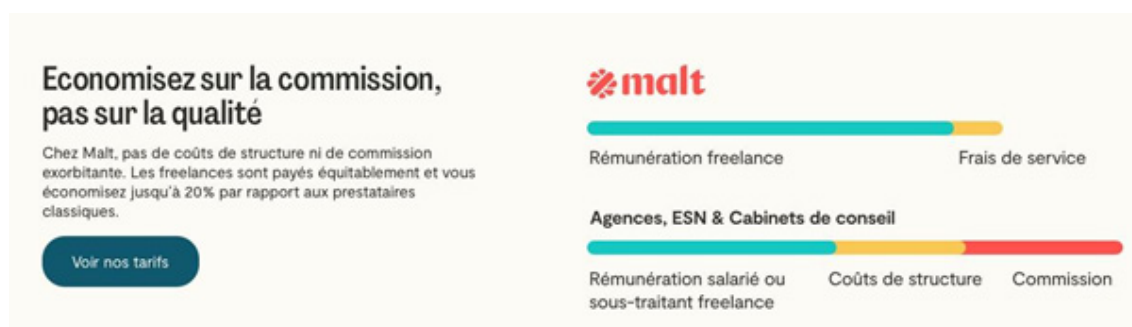 Economisez sur la commission,
pas sur la qualité
Chez Malt, pas de coûts de structure ni de commission
exorbitante. Les freelances sont payés équitablement et vous
économisez jusqu'à 20% par rapport aux prestataires
classiques.
Voir nos tarifs
malt
Rémunération freelance
Frais de service
Agences, ESN & Cabinets de conseil
Rémunération salarié ou
sous-traitant freelance
Coûts de structure
Commission